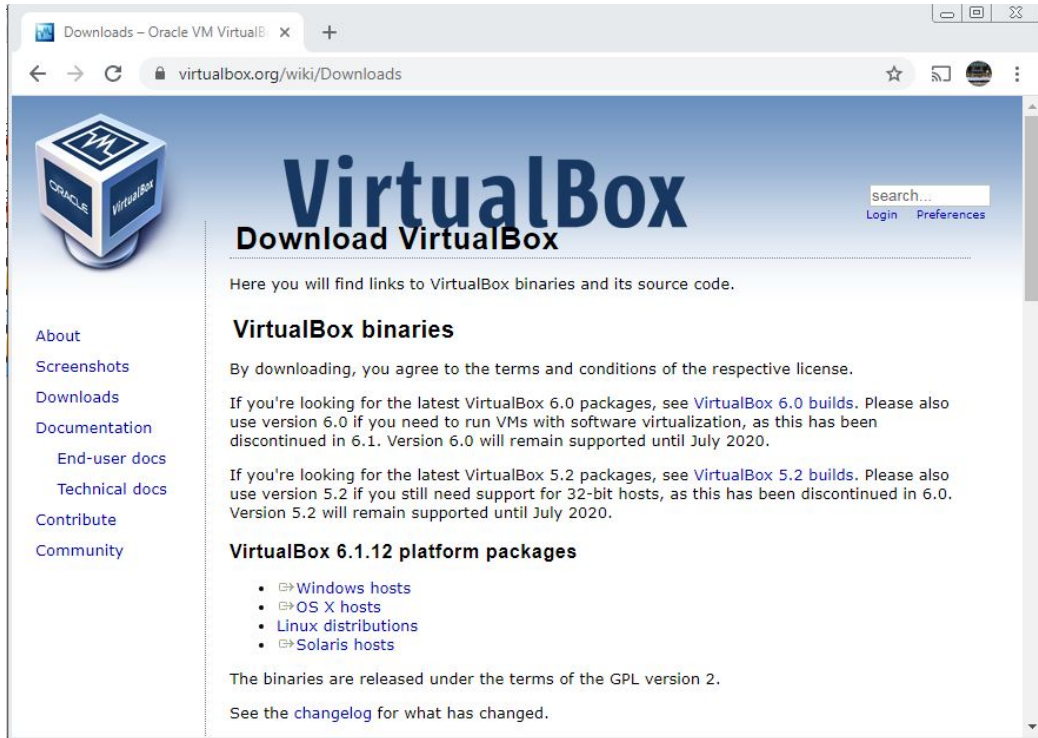 Downloads – Oracle VM VirtualB
virtualbox.org/wiki/Downloads
VM
ORACLE
VirtualBox
VirtualBox
search...
Login Preferences
Download VirtualBox
Here you will find links to VirtualBox binaries and its source code.
About
Screenshots
Downloads
Documentation
End-user docs
Technical docs
Contribute
Community
VirtualBox binaries
By downloading, you agree to the terms and conditions of the respective license.
If you're looking for the latest VirtualBox 6.0 packages, see VirtualBox 6.0 builds. Please also
use version 6.0 if you need to run VMs with software virtualization, as this has been
discontinued in 6.1. Version 6.0 will remain supported until July 2020.
If you're looking for the latest VirtualBox 5.2 packages, see VirtualBox 5.2 builds. Please also
use version 5.2 if you still need support for 32-bit hosts, as this has been discontinued in 6.0.
Version 5.2 will remain supported until July 2020.
VirtualBox 6.1.12 platform packages
Windows hosts
OS X hosts
Linux distributions
Solaris hosts
The binaries are released under the terms of the GPL version 2.
See the changelog for what has changed.